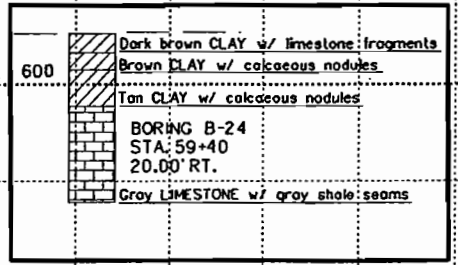 Dark brown CLAY w/ limestone fragments
Brown CLAY w/ calcaeous nodules
600
Tan CLAY w/ calcaeous nodules
BORING B-24
STA. 59+40
20.00' RT.
Gray LIMESTONE w/ gray shale seams